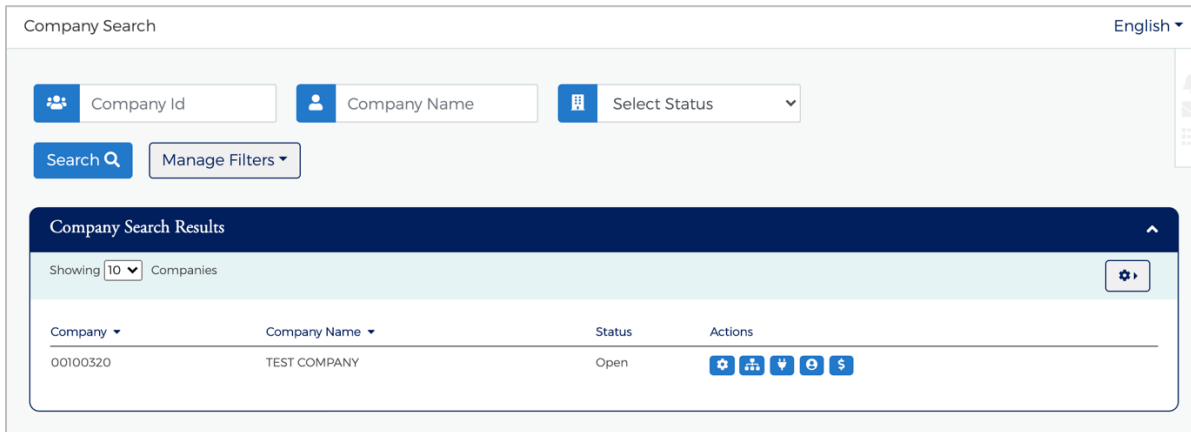 Company Search English
Company Id Company Name Select Status
Search Manage Filters
Company Search Results
Showing 10 Companies
Company Company Name Status Actions
00100320 TEST COMPANY Open